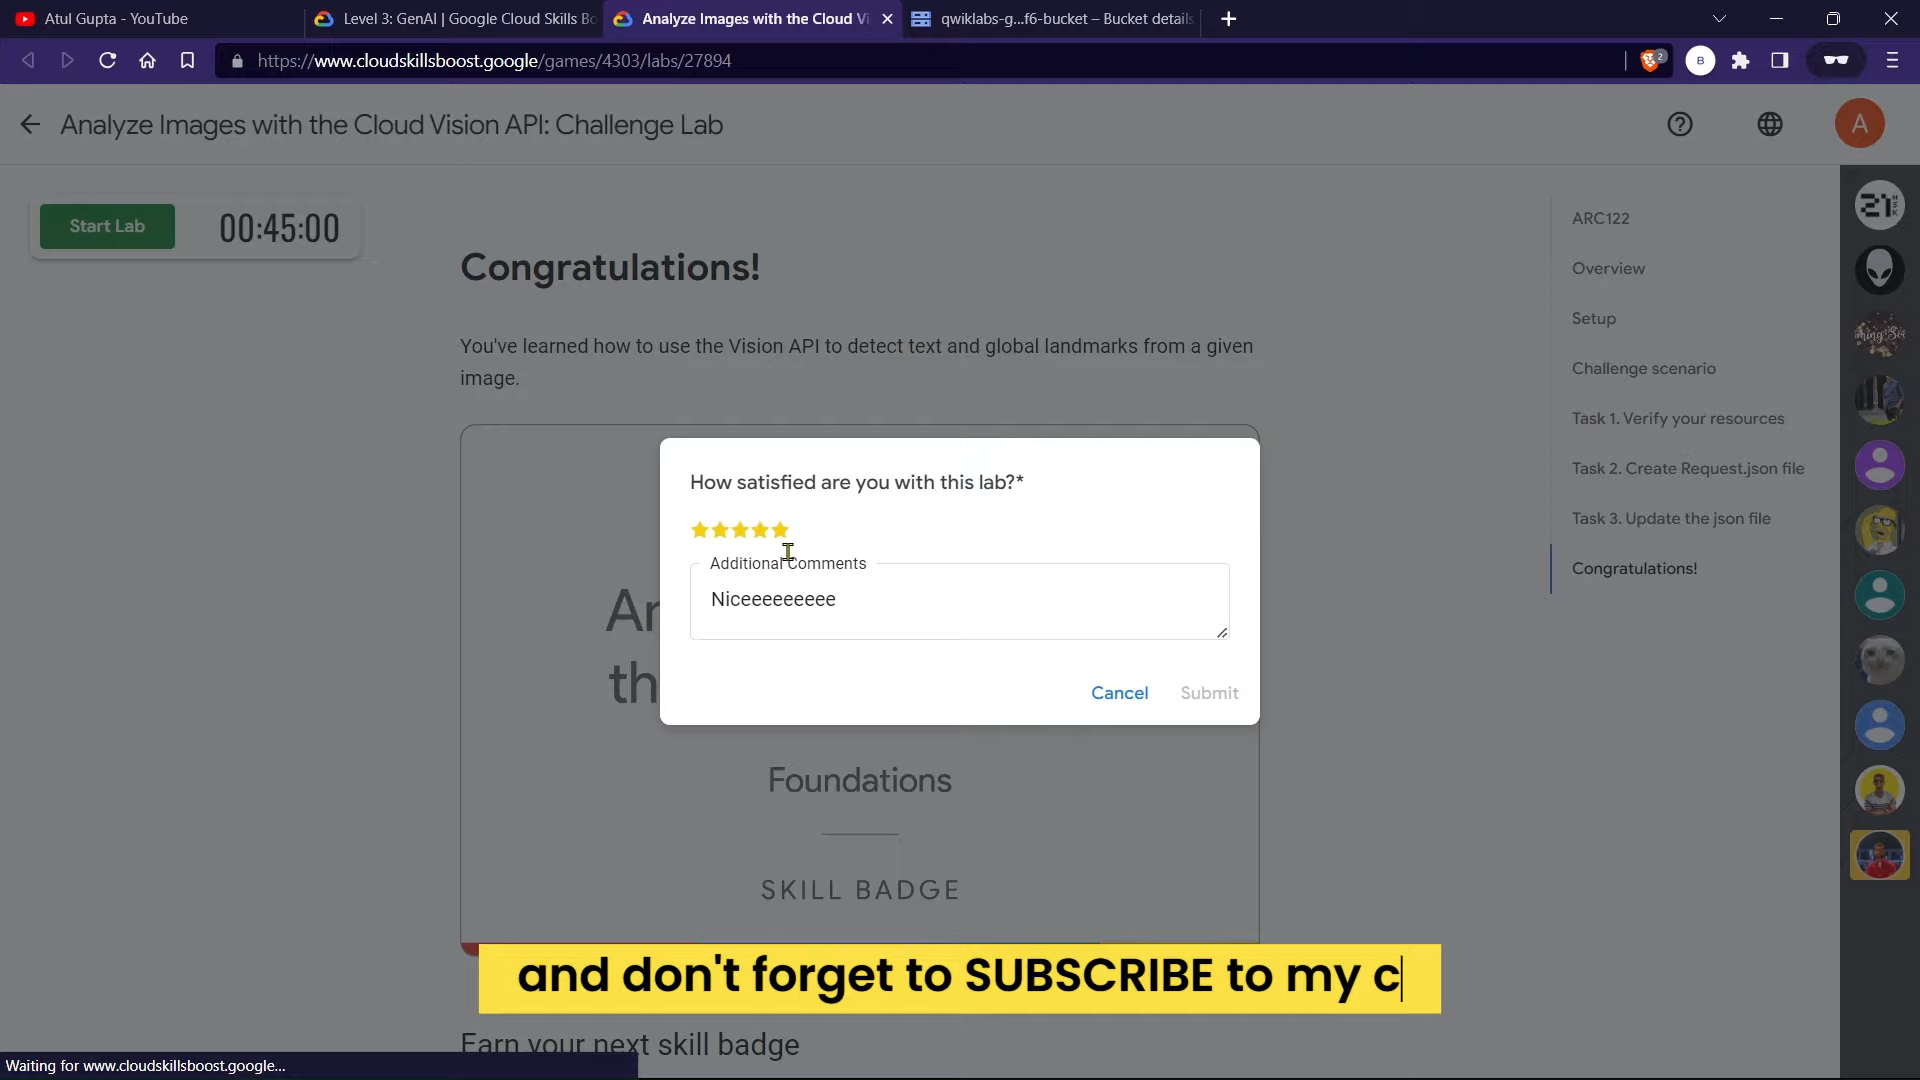 Atul Gupta - YouTube
Level 3: GenAI | Google Cloud Skills Bo
Analyze Images with the Cloud Vi
qwiklabs-g...f6-bucket – Bucket details
https://www.cloudskillsboost.google/games/4303/labs/27894
2
B
Analyze Images with the Cloud Vision API: Challenge Lab
A
Start Lab
00:45:00
Congratulations!
You've learned how to use the Vision API to detect text and global landmarks from a given
image.
ARC122
Overview
Setup
Challenge scenario
Task 1. Verify your resources
Task 2. Create Request.json file
Task 3. Update the json file
Congratulations!
How satisfied are you with this lab?*
Additional Comments
Niceeeeeeeee
Cancel
Submit
An
th
Foundations
SKILL BADGE
and don't forget to SUBSCRIBE to my c
Earn your next skill badge
Waiting for www.cloudskillsboost.google...